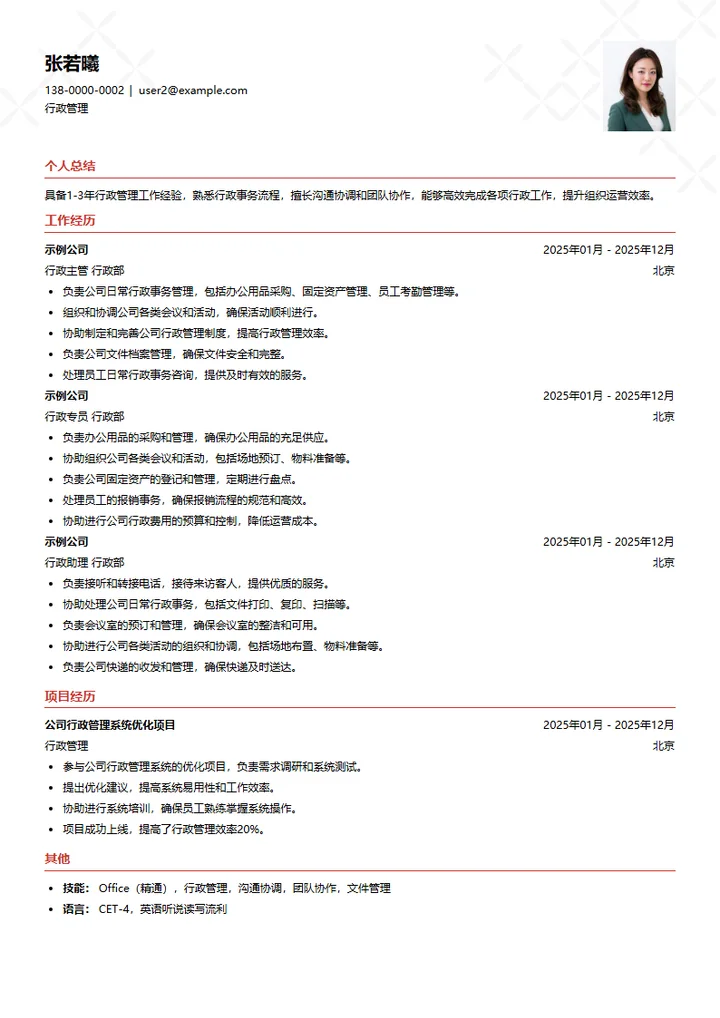 张若曦
138-0000-0002 | user2@example.com
行政管理
个人总结
具备1-3年行政管理工作经验，熟悉行政事务流程，擅长沟通协调和团队协作，能够高效完成各项行政工作，提升组织运营效率。
工作经历
示例公司 2025年01月 - 2025年12月
行政主管 行政部 北京
• 负责公司日常行政事务管理，包括办公用品采购、固定资产管理、员工考勤管理等。
• 组织和协调公司各类会议和活动，确保活动顺利进行。
• 协助制定和完善公司行政管理制度，提高行政管理效率。
• 负责公司文件档案管理，确保文件安全和完整。
• 处理员工日常行政事务咨询，提供及时有效的服务。
示例公司 2025年01月 - 2025年12月
行政专员 行政部 北京
• 负责办公用品的采购和管理，确保办公用品的充足供应。
• 协助组织公司各类会议和活动，包括场地预订、物料准备等。
• 负责公司固定资产的登记和管理，定期进行盘点。
• 处理员工的报销事务，确保报销流程的规范和高效。
• 协助进行公司行政费用的预算和控制，降低运营成本。
示例公司 2025年01月 - 2025年12月
行政助理 行政部 北京
• 负责接听和转接电话，接待来访客人，提供优质的服务。
• 协助处理公司日常行政事务，包括文件打印、复印、扫描等。
• 负责会议室的预订和管理，确保会议室的整洁和可用。
• 协助进行公司各类活动的组织和协调，包括场地布置、物料准备等。
• 负责公司快递的收发和管理，确保快递及时送达。
项目经历
公司行政管理系统优化项目 2025年01月 - 2025年12月
行政管理 北京
• 参与公司行政管理系统的优化项目，负责需求调研和系统测试。
• 提出优化建议，提高系统易用性和工作效率。
• 协助进行系统培训，确保员工熟练掌握系统操作。
• 项目成功上线，提高了行政管理效率20%。
其他
• 技能： Office（精通），行政管理，沟通协调，团队协作，文件管理
• 语言： CET-4，英语听说读写流利